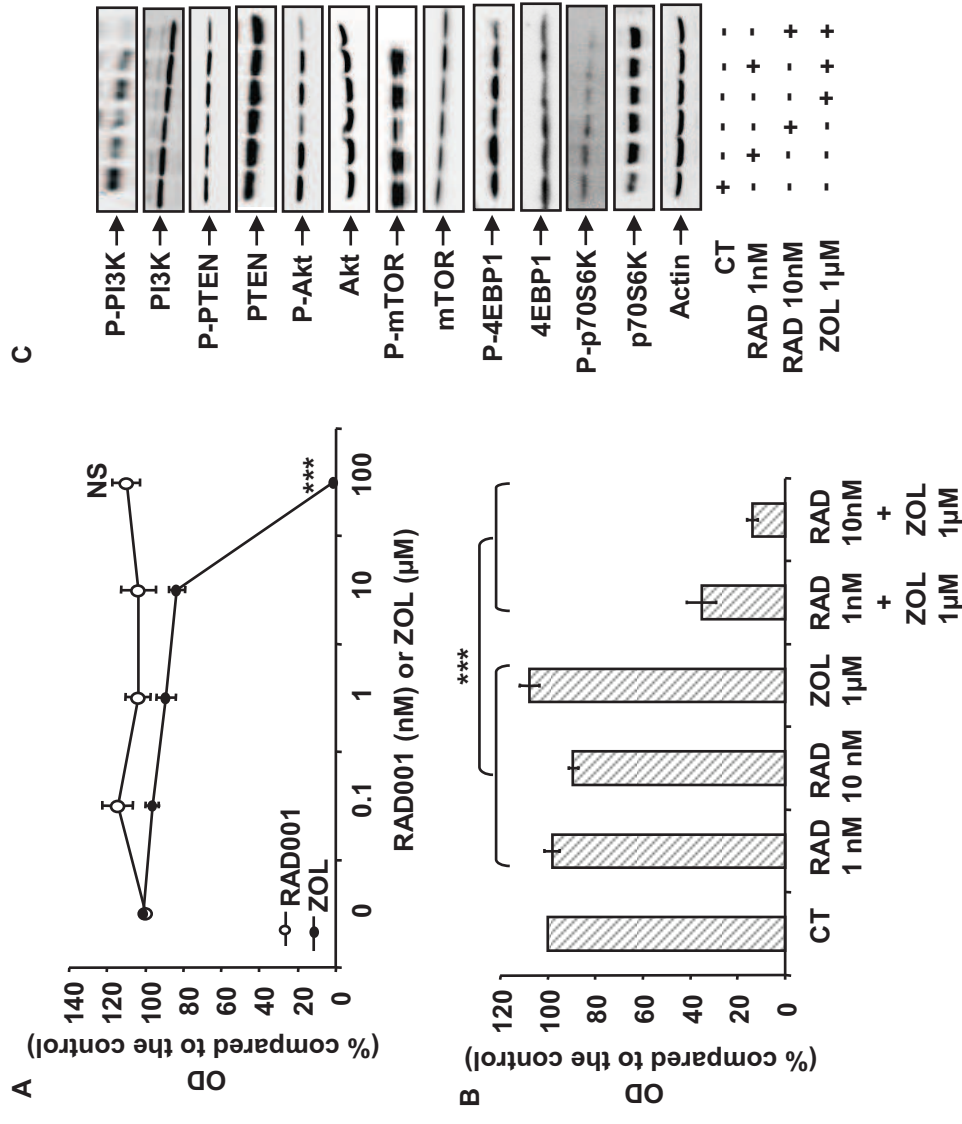 A
OD
(% compared to the control)
140
120
100
80
60
40
20
0
RAD001
ZOL
NS
***
0 0.1 1 10 100
RAD001 (nM) or ZOL (µM)
B
OD
(% compared to the control)
120
100
80
60
40
20
0
***
CT RAD RAD ZOL RAD RAD
1 nM 10 nM 1µM 1nM 10nM
+ +
ZOL ZOL
1µM 1µM
C
P-PI3K
PI3K
P-PTEN
PTEN
P-Akt
Akt
P-mTOR
mTOR
P-4EBP1
4EBP1
P-p70S6K
p70S6K
Actin
CT + - - - - -
RAD 1nM - + - - + -
RAD 10nM - - + - - +
ZOL 1µM - - - + + +